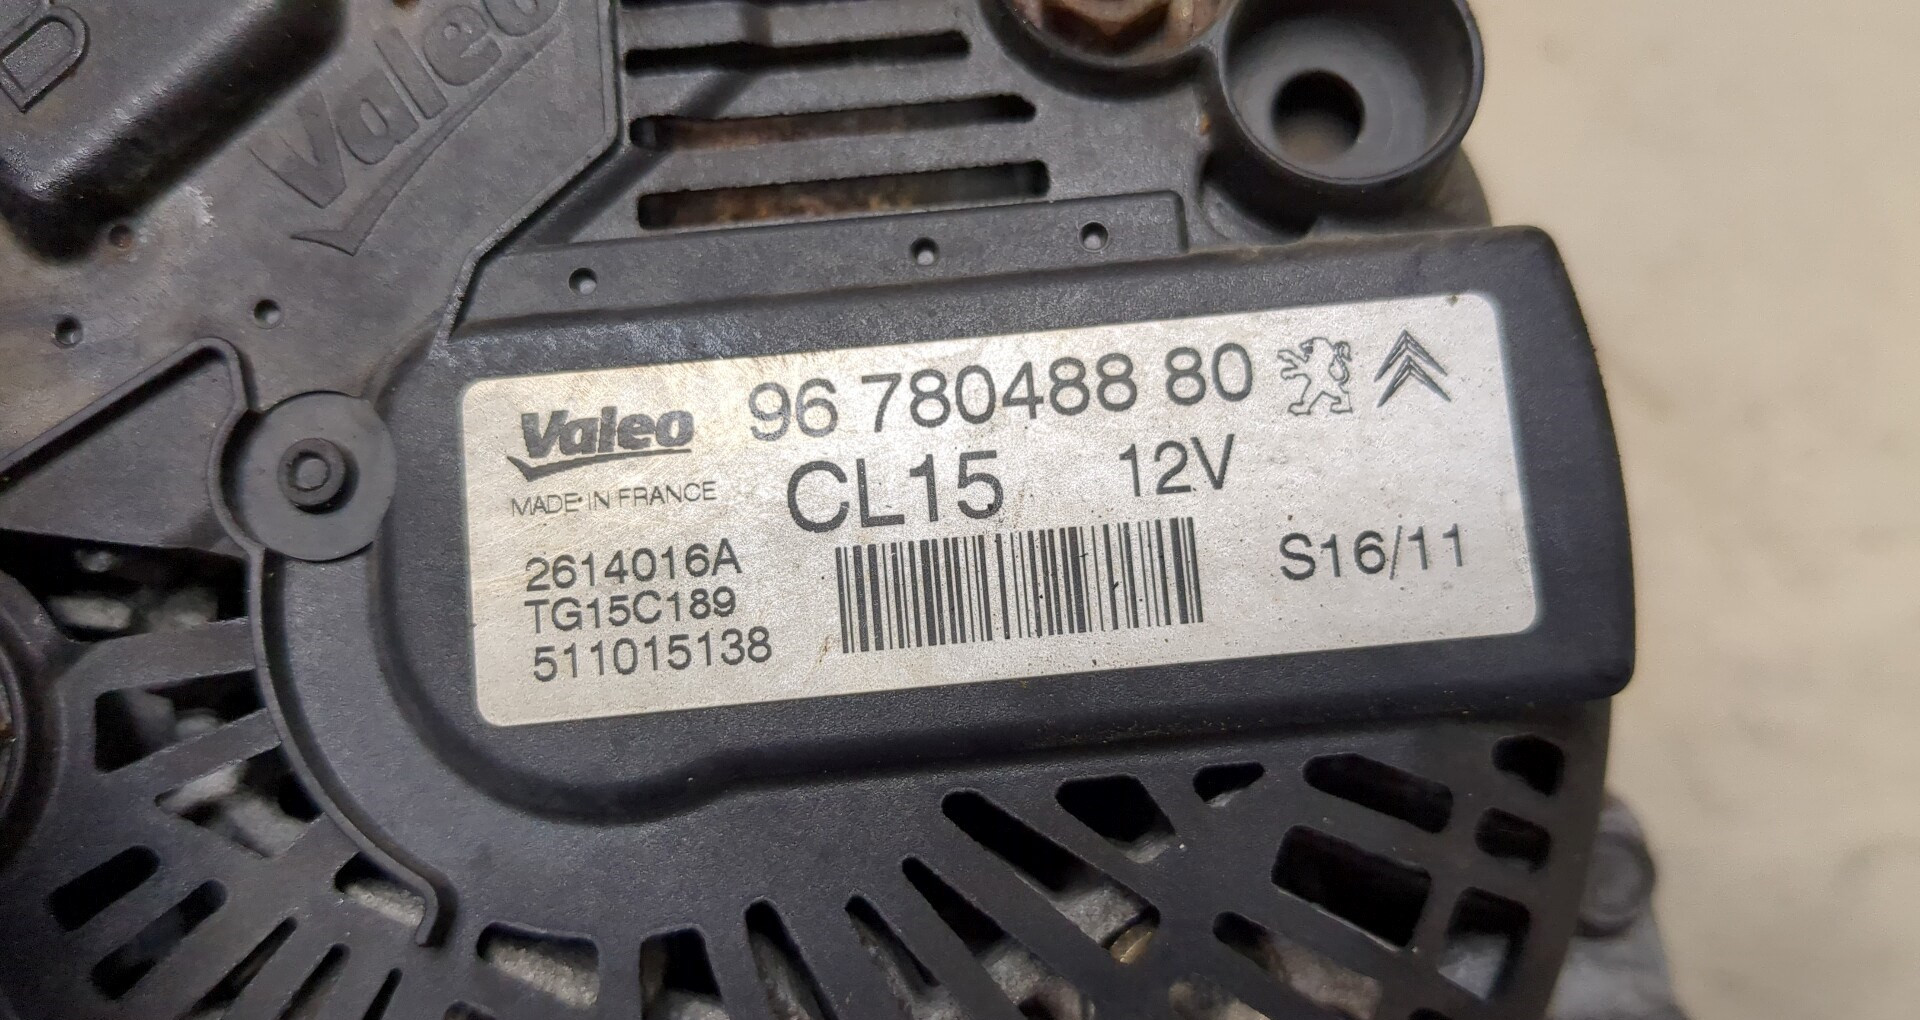 Valeo
Valeo 96 780488 80
MADE IN FRANCE CL15 12V
2614016A S16/11
TG15C189
511015138